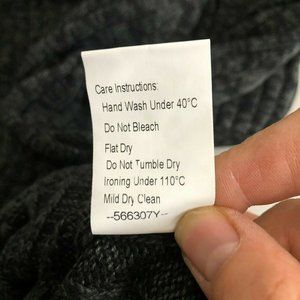 Care Instructions:
Hand Wash Under 40°C
Do Not Bleach
Flat Dry
Do Not Tumble Dry
Ironing Under 110°C
Mild Dry Clean
--566307Y--